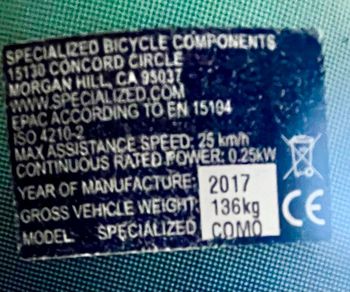 SPECIALIZED BICYCLE COMPONENTS
15130 CONCORD CIRCLE
MORGAN HILL, CA 95037
WWW.SPECIALIZED.COM
EPAC ACCORDING TO EN 15194
ISO 4210-2
MAX ASSISTANCE SPEED: 25 km/h
CONTINUOUS RATED POWER: 0.25kW
YEAR OF MANUFACTURE: 2017
GROSS VEHICLE WEIGHT: 136kg
MODEL: SPECIALIZED COMO
CE